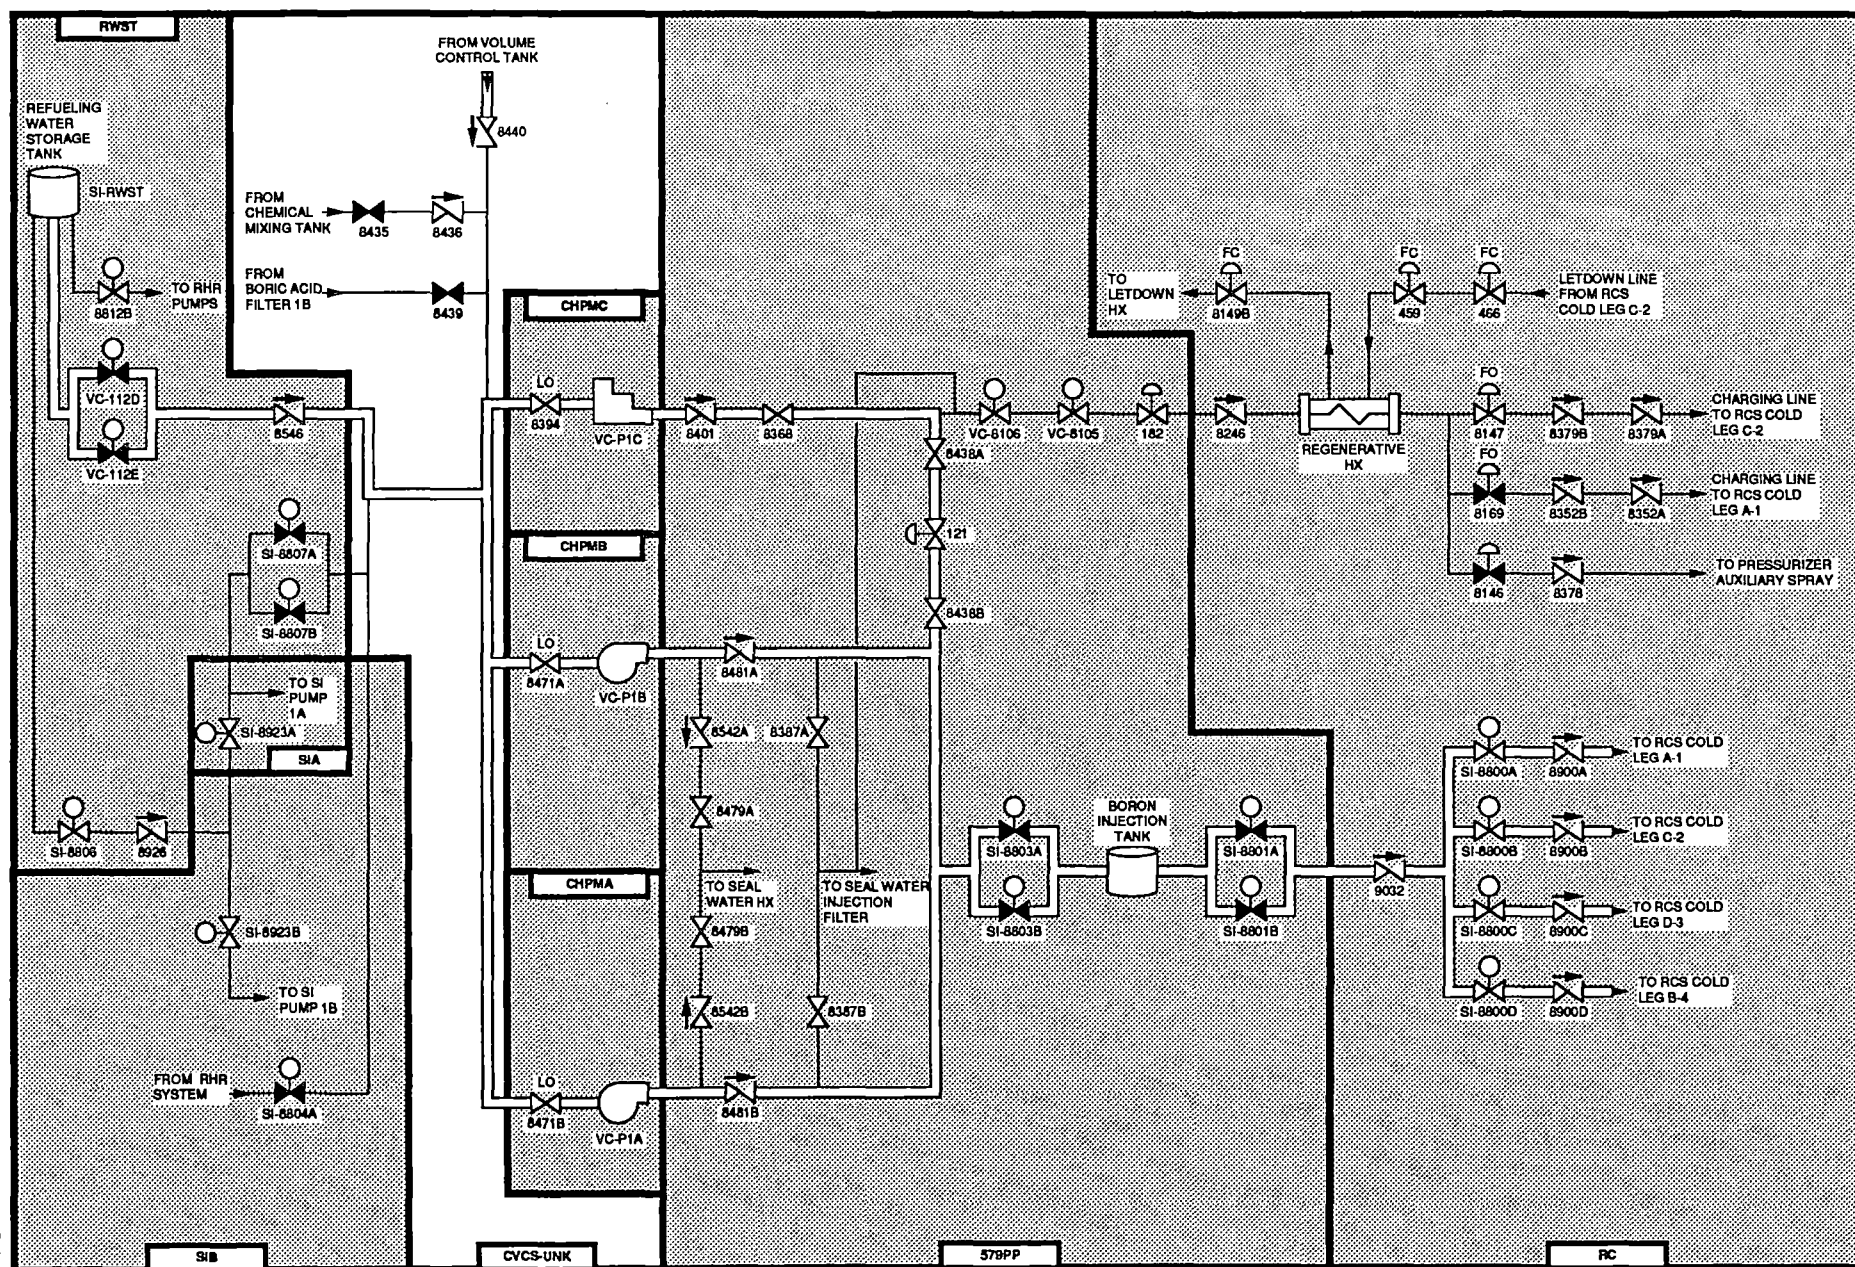 RWST
FROM VOLUME
CONTROL TANK
8440
REFUELING
WATER
STORAGE
TANK
SI-RWST
FROM
CHEMICAL
MIXING TANK
8435
8436
FROM
BORIC ACID
FILTER 1B
8439
TO RHR
PUMPS
8812B
VC-112D
VC-112E
8546
SI-8807A
SI-8807B
TO SI
PUMP
1A
SI-8923A
SIA
SI-8806
8926
SI-8923B
TO SI
PUMP 1B
FROM RHR
SYSTEM
SI-8804A
SIB
CHPMC
LO
8394
VC-P1C
CHPMB
LO
8471A
VC-P1B
CHPMA
LO
8471B
VC-P1A
CVCS-UNK
8401
8368
8438A
121
8438B
8481A
8542A
8387A
8479A
TO SEAL
WATER HX
TO SEAL WATER
INJECTION
FILTER
8479B
8542B
8387B
8481B
VC-8106
VC-8105
182
8246
SI-8803A
SI-8803B
BORON
INJECTION
TANK
SI-8801A
SI-8801B
579PP
TO
LETDOWN
HX
FC
8149B
FC
459
FC
466
LETDOWN LINE
FROM RCS
COLD LEG C-2
REGENERATIVE
HX
FO
8147
8379B
8379A
CHARGING LINE
TO RCS COLD
LEG C-2
FO
8169
8352B
8352A
CHARGING LINE
TO RCS COLD
LEG A-1
8146
8378
TO PRESSURIZER
AUXILIARY SPRAY
9032
SI-8800A
8900A
TO RCS COLD
LEG A-1
SI-8800B
8900B
TO RCS COLD
LEG C-2
SI-8800C
8900C
TO RCS COLD
LEG D-3
SI-8800D
8900D
TO RCS COLD
LEG B-4
RC